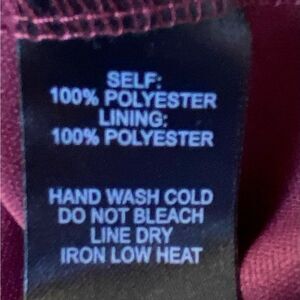 SELF:
100% POLYESTER
LINING:
100% POLYESTER
HAND WASH COLD
DO NOT BLEACH
LINE DRY
IRON LOW HEAT